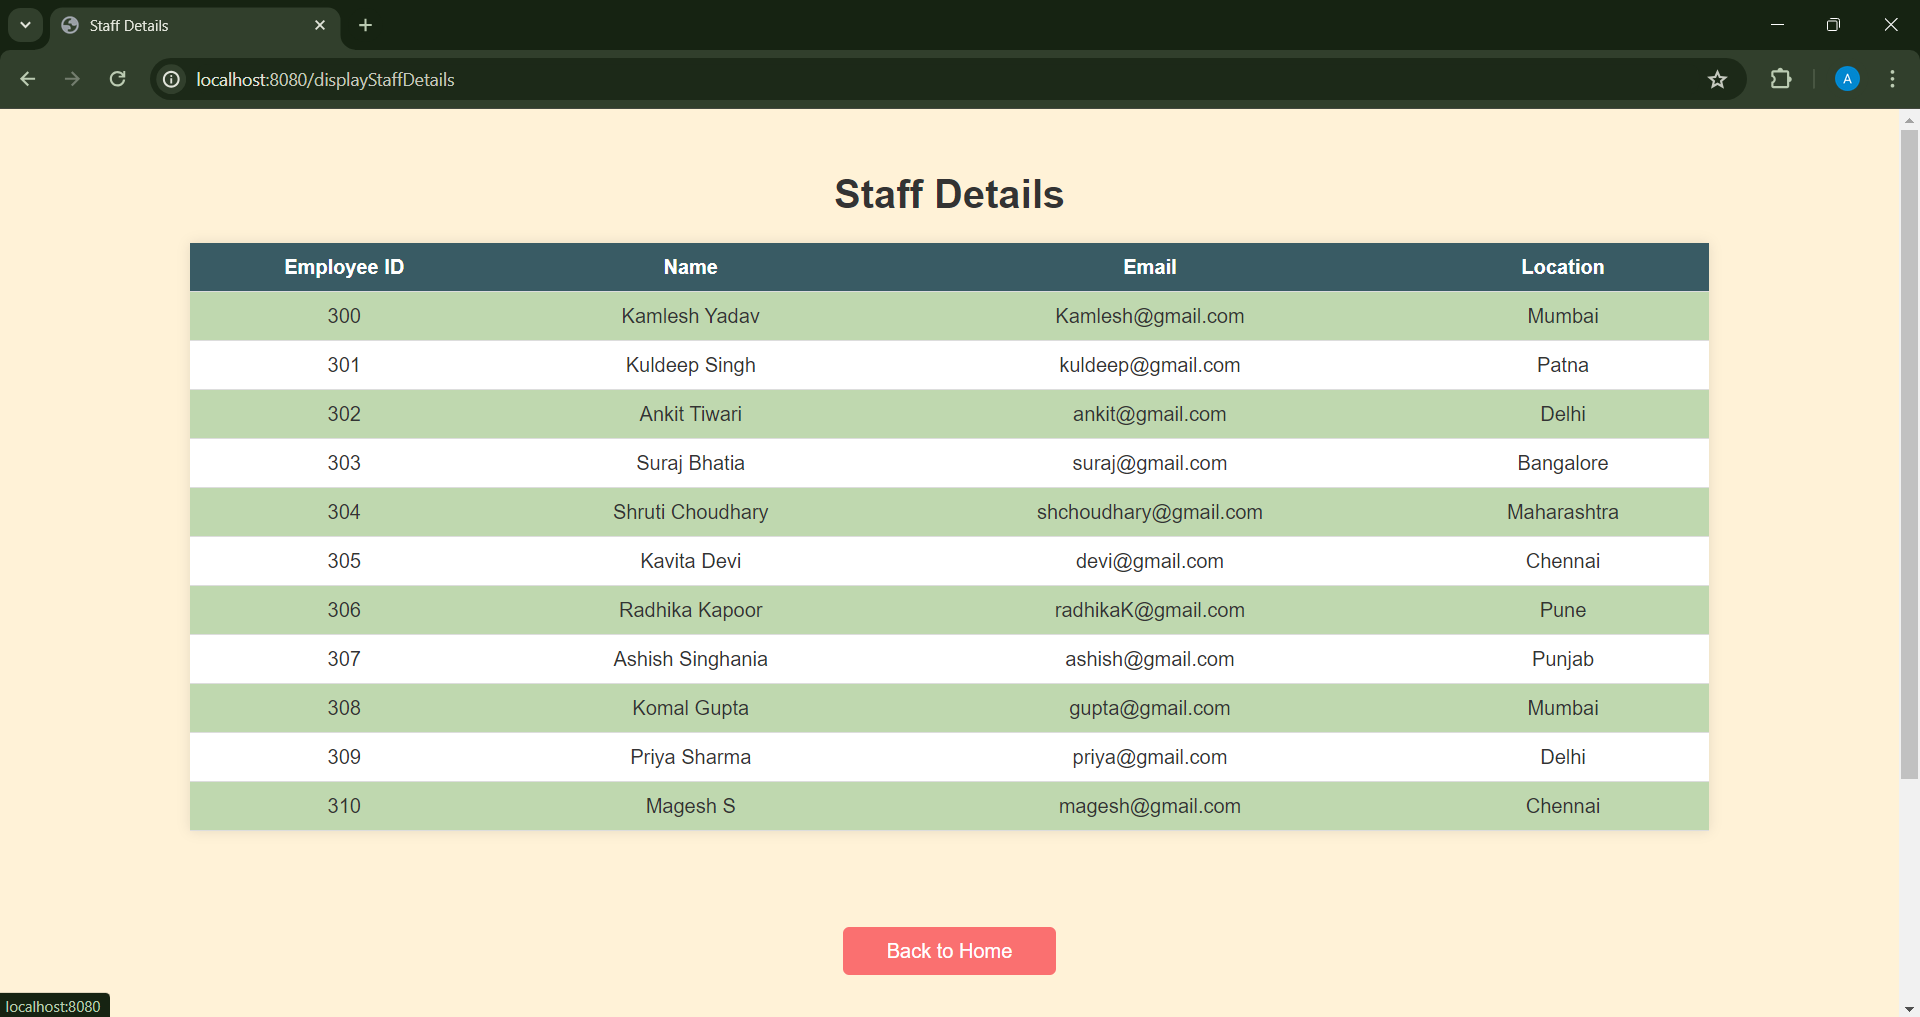 Staff Details
localhost:8080/displayStaffDetails
A
Staff Details
Employee ID Name Email Location
300 Kamlesh Yadav Kamlesh@gmail.com Mumbai
301 Kuldeep Singh kuldeep@gmail.com Patna
302 Ankit Tiwari ankit@gmail.com Delhi
303 Suraj Bhatia suraj@gmail.com Bangalore
304 Shruti Choudhary shchoudhary@gmail.com Maharashtra
305 Kavita Devi devi@gmail.com Chennai
306 Radhika Kapoor radhikaK@gmail.com Pune
307 Ashish Singhania ashish@gmail.com Punjab
308 Komal Gupta gupta@gmail.com Mumbai
309 Priya Sharma priya@gmail.com Delhi
310 Magesh S magesh@gmail.com Chennai
Back to Home
localhost:8080